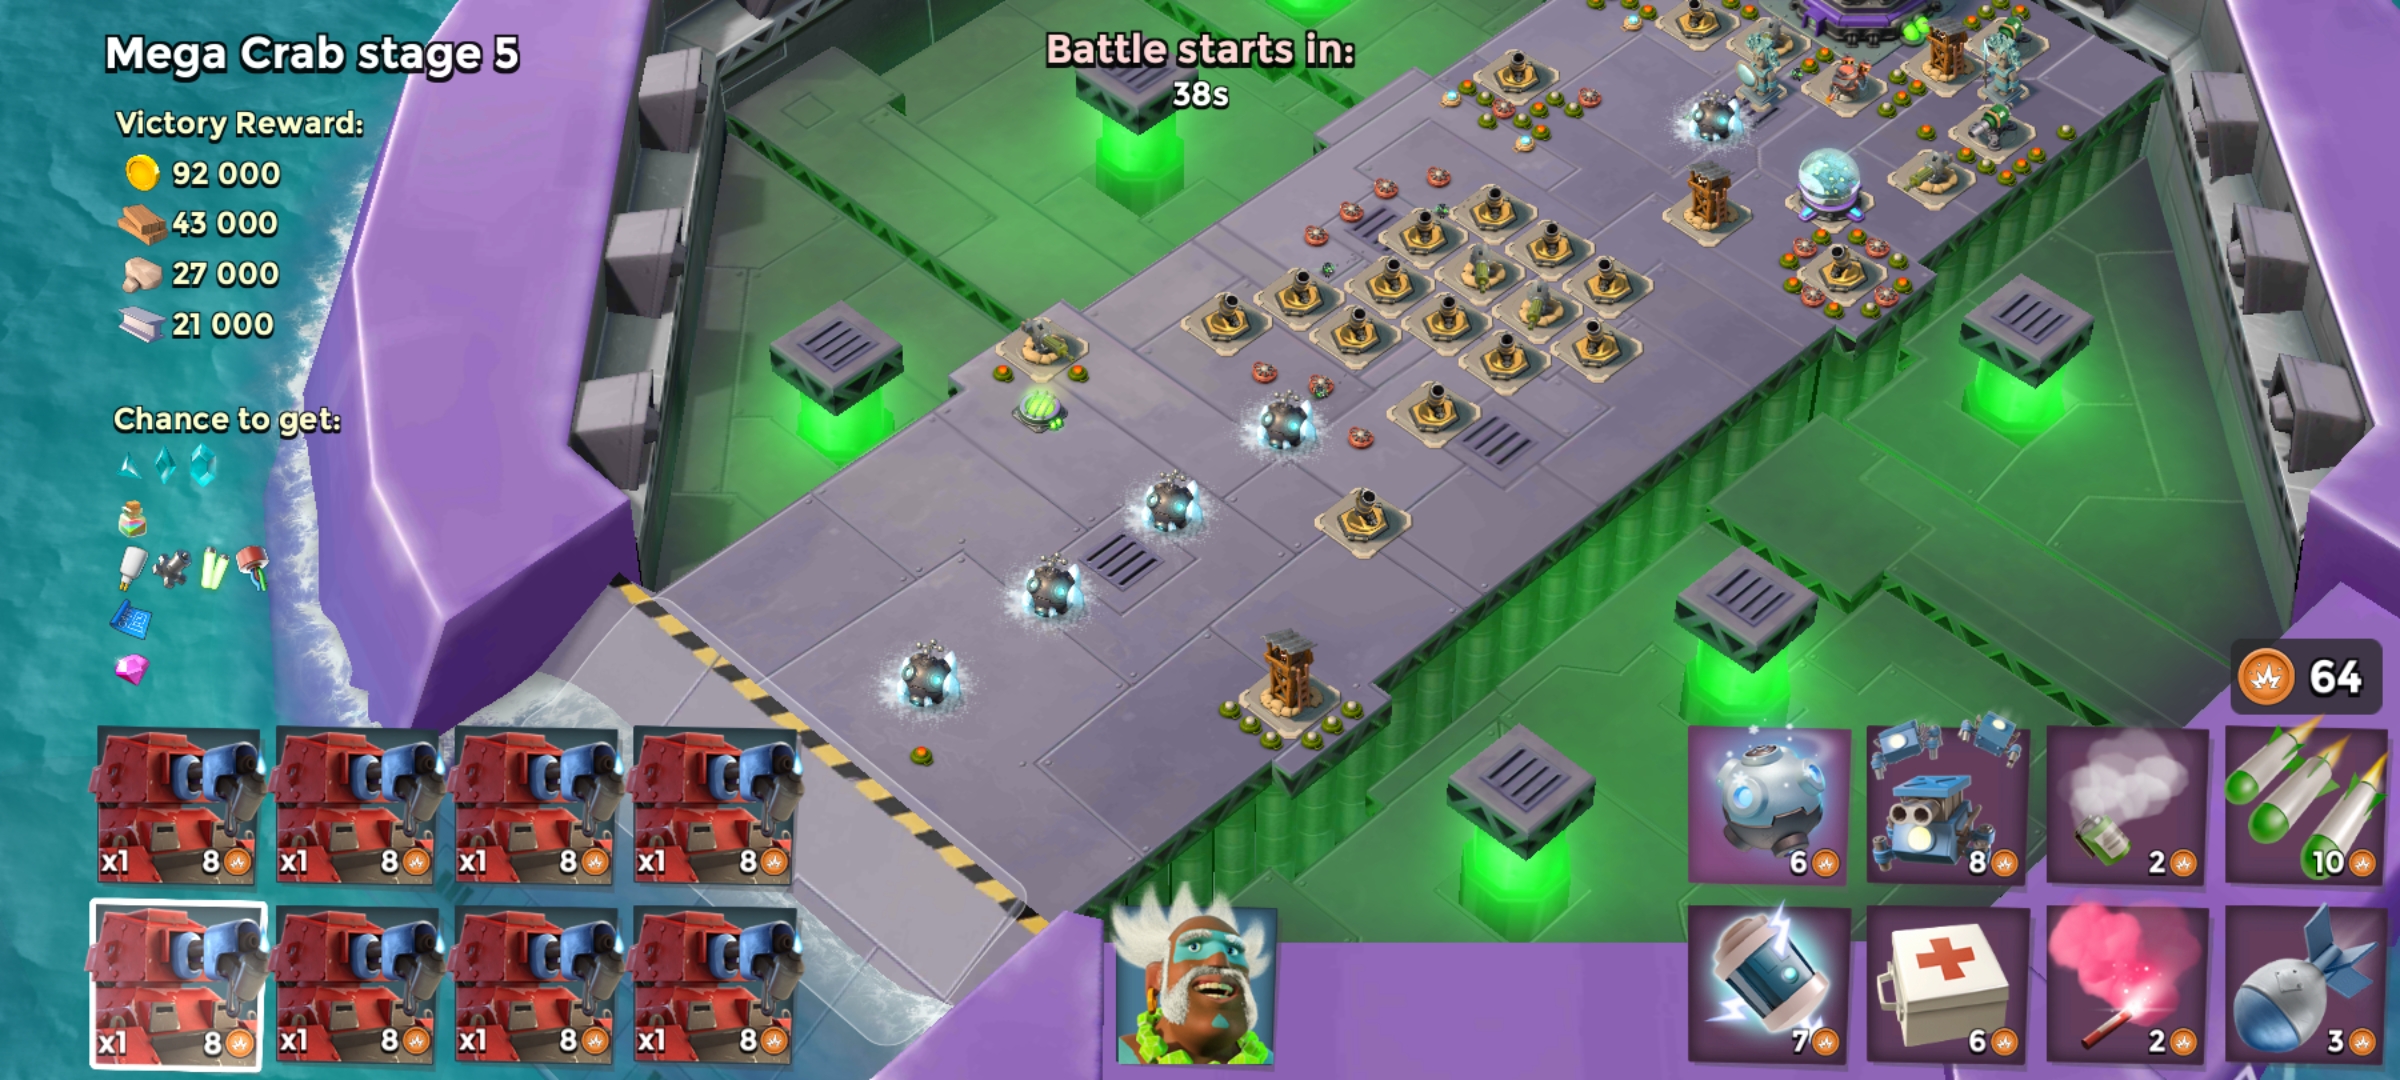 Mega Crab stage 5
Battle starts in:
38s
Victory Reward:
92 000
43 000
27 000
21 000
Chance to get:
64
x1 8
x1 8
x1 8
x1 8
6
8
2
10
x1 8
x1 8
x1 8
x1 8
7
6
2
3